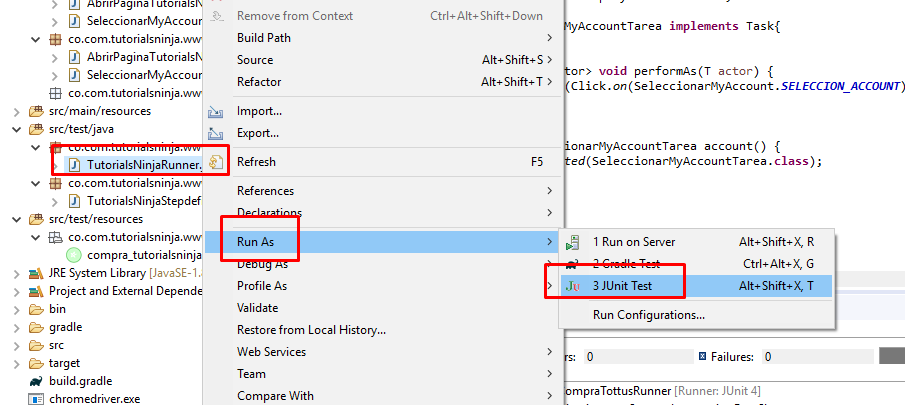 AbrirPaginaTutorialsN
SeleccionarMyAccou
co.com.tutorialsninja.ww
AbrirPaginaTutorialsN
SeleccionarMyAccou
co.com.tutorialsninja.ww
src/main/resources
src/test/java
co.com.tutorialsninja.ww
TutorialsNinjaRunner.
co.com.tutorialsninja.ww
TutorialsNinjaStepdef
src/test/resources
co.com.tutorialsninja.ww
compra_tutorialsninja
JRE System Library [JavaSE-1.
Project and External Depende
bin
gradle
src
target
build.gradle
chromedriver.exe
Remove from Context Ctrl+Alt+Shift+Down
Build Path
Source Alt+Shift+S
Refactor Alt+Shift+T
Import...
Export...
Refresh F5
References
Declarations
Run As
Debug As
Profile As
Validate
Restore from Local History...
Web Services
Team
Compare With
1 Run on Server Alt+Shift+X, R
2 Gradle Test Ctrl+Alt+X, G
3 JUnit Test Alt+Shift+X, T
Run Configurations...
MyAccountTarea implements Task{
tor> void performAs(T actor) {
(Click.on(SeleccionarMyAccount.SELECCION_ACCOUNT)
onarMyAccountTarea account() {
ted(SeleccionarMyAccountTarea.class);
rs: 0 Failures: 0
ompraTottusRunner [Runner: JUnit 4]